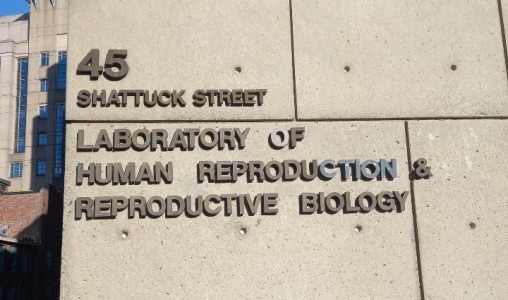 45
SHATTUCK STREET
LABORATORY OF
HUMAN REPRODUCTION &
REPRODUCTIVE BIOLOGY